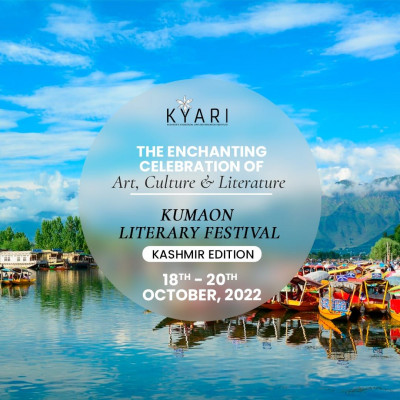 KYARI
THE ENCHANTING
CELEBRATION OF
Art, Culture & Literature
KUMAON
LITERARY FESTIVAL
KASHMIR EDITION
18TH - 20TH
OCTOBER, 2022